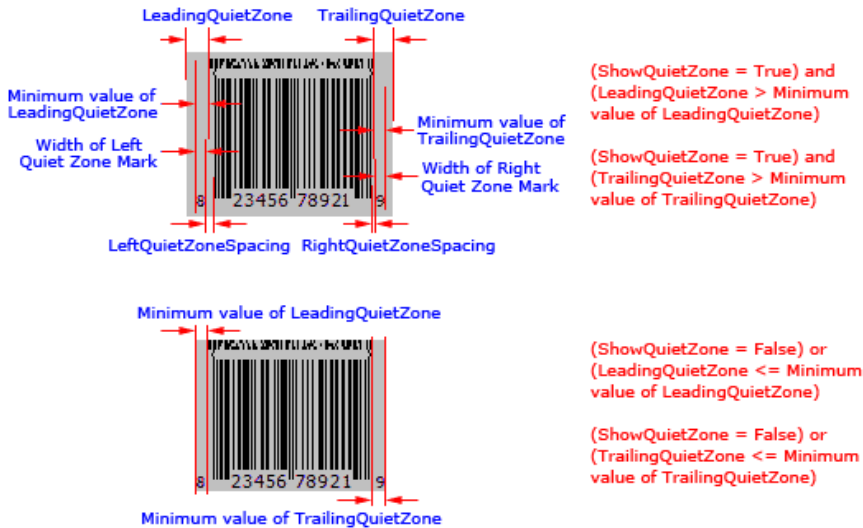 LeadingQuietZone TrailingQuietZone
Minimum value of
LeadingQuietZone
Width of Left
Quiet Zone Mark
Minimum value of
TrailingQuietZone
Width of Right
Quiet Zone Mark
8 23456 78921 9
LeftQuietZoneSpacing RightQuietZoneSpacing
(ShowQuietZone = True) and
(LeadingQuietZone > Minimum
value of LeadingQuietZone)
(ShowQuietZone = True) and
(TrailingQuietZone > Minimum
value of TrailingQuietZone)
Minimum value of LeadingQuietZone
8 23456 78921 9
Minimum value of TrailingQuietZone
(ShowQuietZone = False) or
(LeadingQuietZone <= Minimum
value of LeadingQuietZone)
(ShowQuietZone = False) or
(TrailingQuietZone <= Minimum
value of TrailingQuietZone)